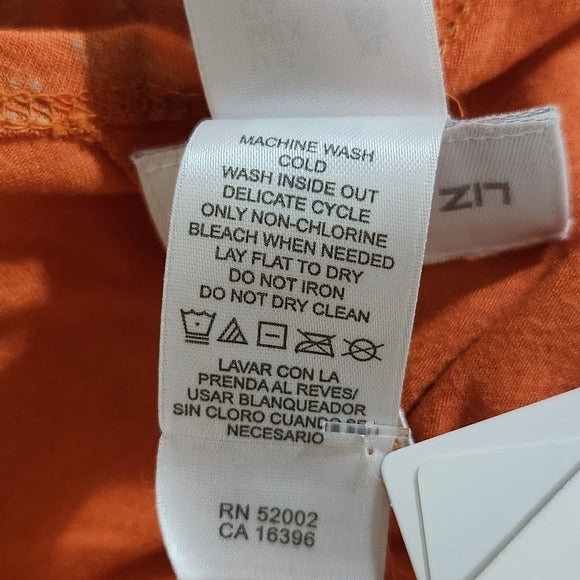 MACHINE WASH
COLD
WASH INSIDE OUT
DELICATE CYCLE
ONLY NON-CHLORINE
BLEACH WHEN NEEDED
LAY FLAT TO DRY
DO NOT IRON
DO NOT DRY CLEAN
LAVAR CON LA
PRENDA AL REVES/
USAR BLANQUEADOR
SIN CLORO CUANDO SE
NECESARIO
RN 52002
CA 16396
LIZ